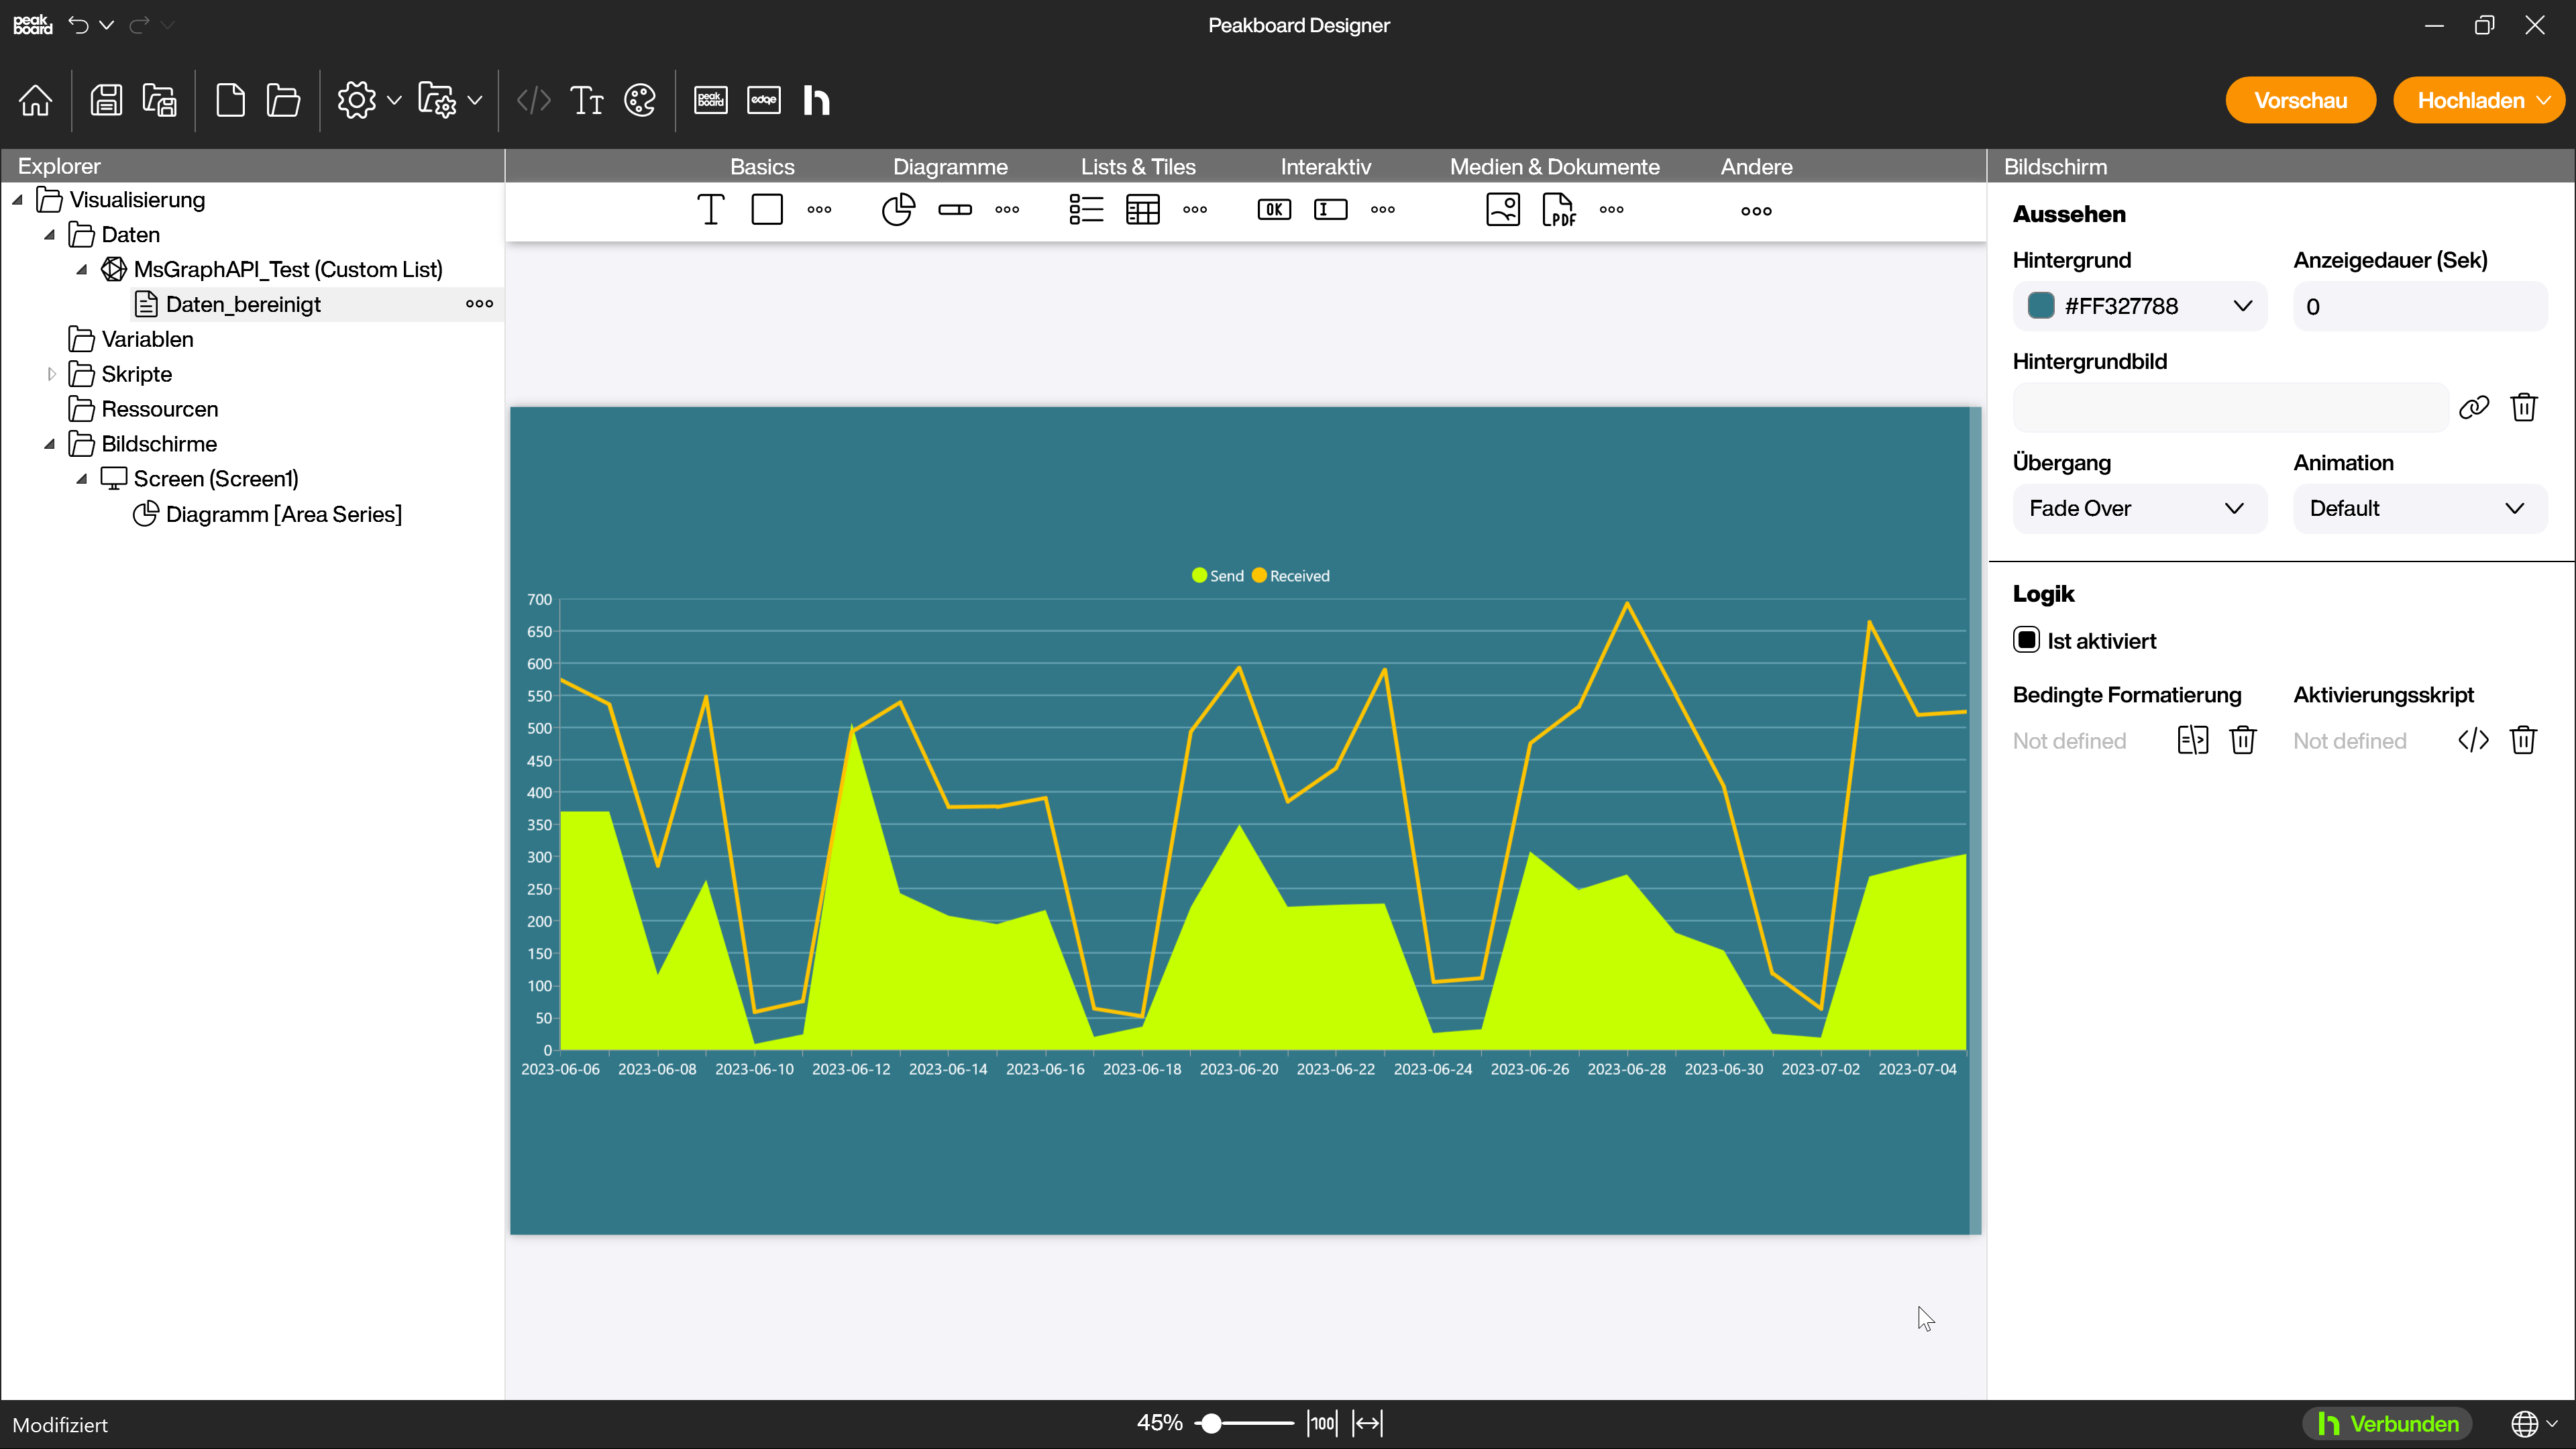 peak board
Peakboard Designer
peak board
edge
Vorschau
Hochladen
Explorer
Basics
Diagramme
Lists & Tiles
Interaktiv
Medien & Dokumente
Andere
Bildschirm
OK
I
PDF
Visualisierung
Daten
MsGraphAPI_Test (Custom List)
Daten_bereinigt
Variablen
Skripte
Ressourcen
Bildschirme
Screen (Screen1)
Diagramm [Area Series]
Send
Received
700
650
600
550
500
450
400
350
300
250
200
150
100
50
0
2023-06-06
2023-06-08
2023-06-10
2023-06-12
2023-06-14
2023-06-16
2023-06-18
2023-06-20
2023-06-22
2023-06-24
2023-06-26
2023-06-28
2023-06-30
2023-07-02
2023-07-04
Aussehen
Hintergrund
Anzeigedauer (Sek)
#FF327788
0
Hintergrundbild
Übergang
Animation
Fade Over
Default
Logik
Ist aktiviert
Bedingte Formatierung
Aktivierungsskript
Not defined
Not defined
Modifiziert
45%
100
Verbunden